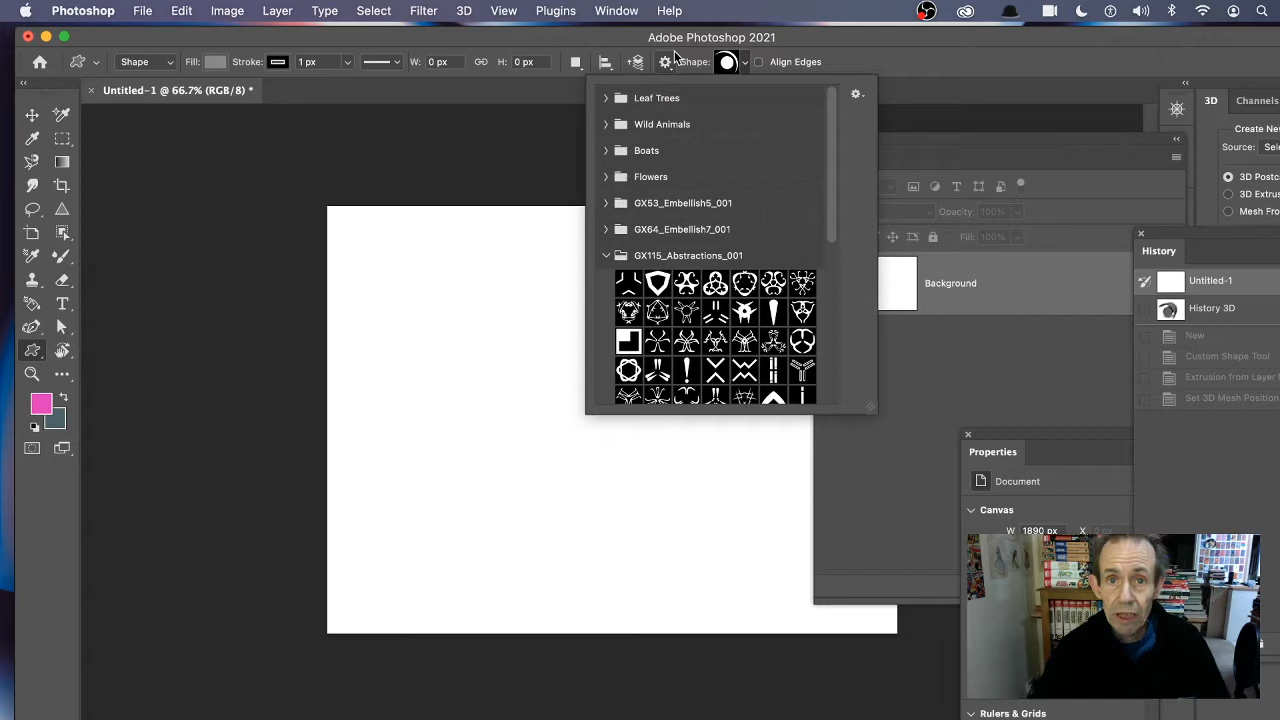 Photoshop File Edit Image Layer Type Select Filter 3D View Plugins Window Help
Adobe Photoshop 2021
Shape Fill: Stroke: 1 px W: 0 px H: 0 px Shape: Align Edges
Untitled-1 @ 66.7% (RGB/8) *
Leaf Trees
Wild Animals
Boats
Flowers
GX53_Embellish5_001
GX64_Embellish7_001
GX115_Abstractions_001
Opacity: 100%
Fill: 100%
Background
3D Channels
Create New
Source: Sele
3D Postca
3D Extrus
Mesh Fro
History
Untitled-1
History 3D
New
Custom Shape Tool
Extrusion from Layer
Set 3D Mesh Position
Properties
Document
Canvas
W 1890 px X 0 px
Rulers & Grids